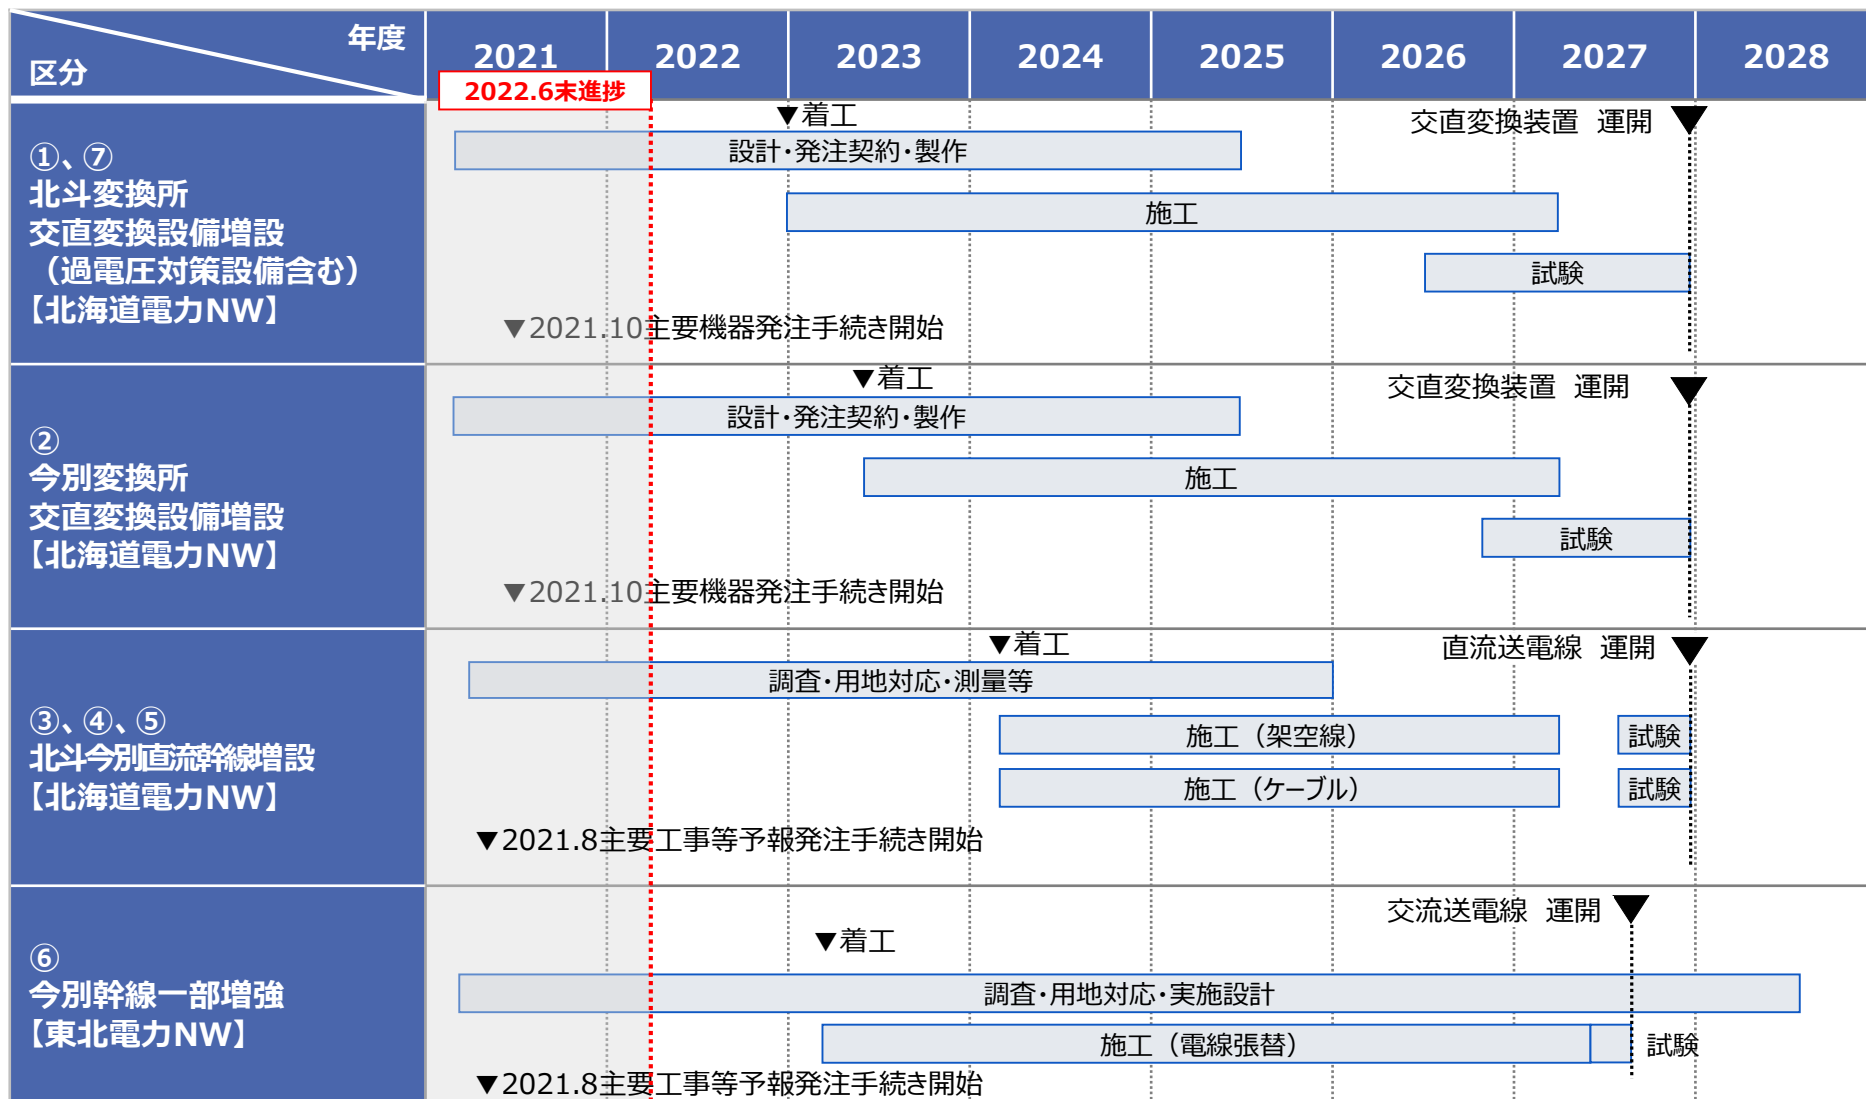 年度
区分
2021 2022 2023 2024 2025 2026 2027 2028
2022.6末進捗
①、⑦
北斗変換所
交直変換設備増設
（過電圧対策設備含む）
【北海道電力NW】
▼着工
交直変換装置 運開
設計・発注契約・製作
施工
試験
▼2021.10主要機器発注手続き開始
②
今別変換所
交直変換設備増設
【北海道電力NW】
▼着工
交直変換装置 運開
設計・発注契約・製作
施工
試験
▼2021.10主要機器発注手続き開始
③、④、⑤
北斗今別直流幹線増設
【北海道電力NW】
▼着工
直流送電線 運開
調査・用地対応・測量等
施工（架空線） 試験
施工（ケーブル） 試験
▼2021.8主要工事等予報発注手続き開始
⑥
今別幹線一部増強
【東北電力NW】
交流送電線 運開
▼着工
調査・用地対応・実施設計
施工（電線張替） 試験
▼2021.8主要工事等予報発注手続き開始